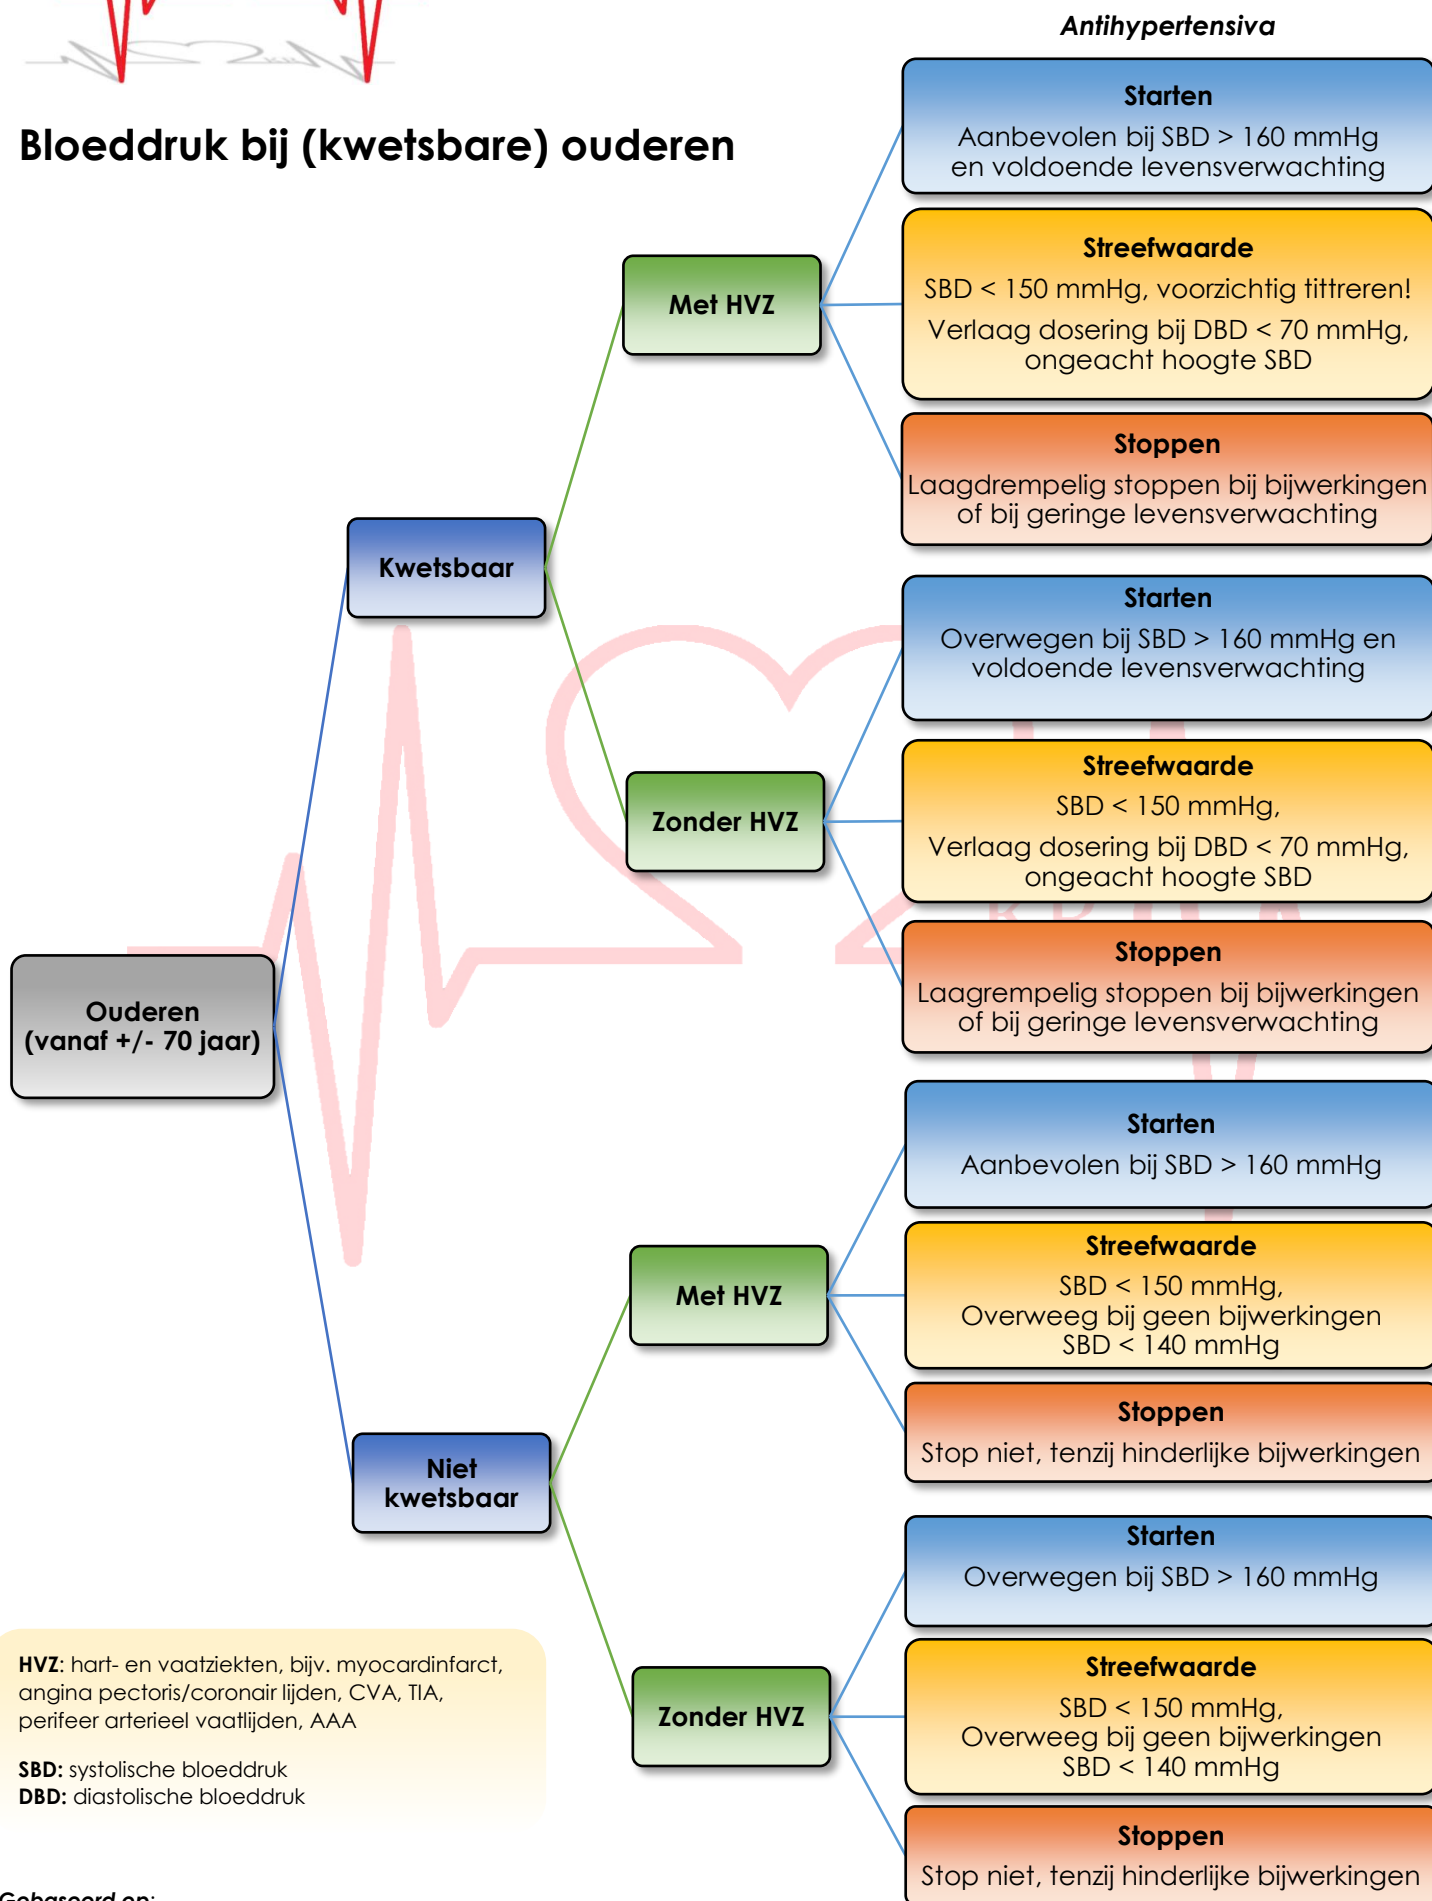 Antihypertensiva
Bloeddruk bij (kwetsbare) ouderen
Starten
Aanbevolen bij SBD > 160 mmHg
en voldoende levensverwachting
Streefwaarde
SBD < 150 mmHg, voorzichtig tittreren!
Verlaag dosering bij DBD < 70 mmHg,
ongeacht hoogte SBD
Met HVZ
Stoppen
Laagdrempelig stoppen bij bijwerkingen
of bij geringe levensverwachting
Kwetsbaar
Starten
Overwegen bij SBD > 160 mmHg en
voldoende levensverwachting
Streefwaarde
SBD < 150 mmHg,
Verlaag dosering bij DBD < 70 mmHg,
ongeacht hoogte SBD
Zonder HVZ
Stoppen
Laagrempelig stoppen bij bijwerkingen
of bij geringe levensverwachting
Ouderen
(vanaf +/- 70 jaar)
Starten
Aanbevolen bij SBD > 160 mmHg
Streefwaarde
SBD < 150 mmHg,
Overweeg bij geen bijwerkingen
SBD < 140 mmHg
Met HVZ
Stoppen
Stop niet, tenzij hinderlijke bijwerkingen
Niet
kwetsbaar
Starten
Overwegen bij SBD > 160 mmHg
Streefwaarde
SBD < 150 mmHg,
Overweeg bij geen bijwerkingen
SBD < 140 mmHg
Zonder HVZ
Stoppen
Stop niet, tenzij hinderlijke bijwerkingen
HVZ: hart- en vaatziekten, bijv. myocardinfarct,
angina pectoris/coronair lijden, CVA, TIA,
perifeer arterieel vaatlijden, AAA
SBD: systolische bloeddruk
DBD: diastolische bloeddruk
Gebaseerd op: